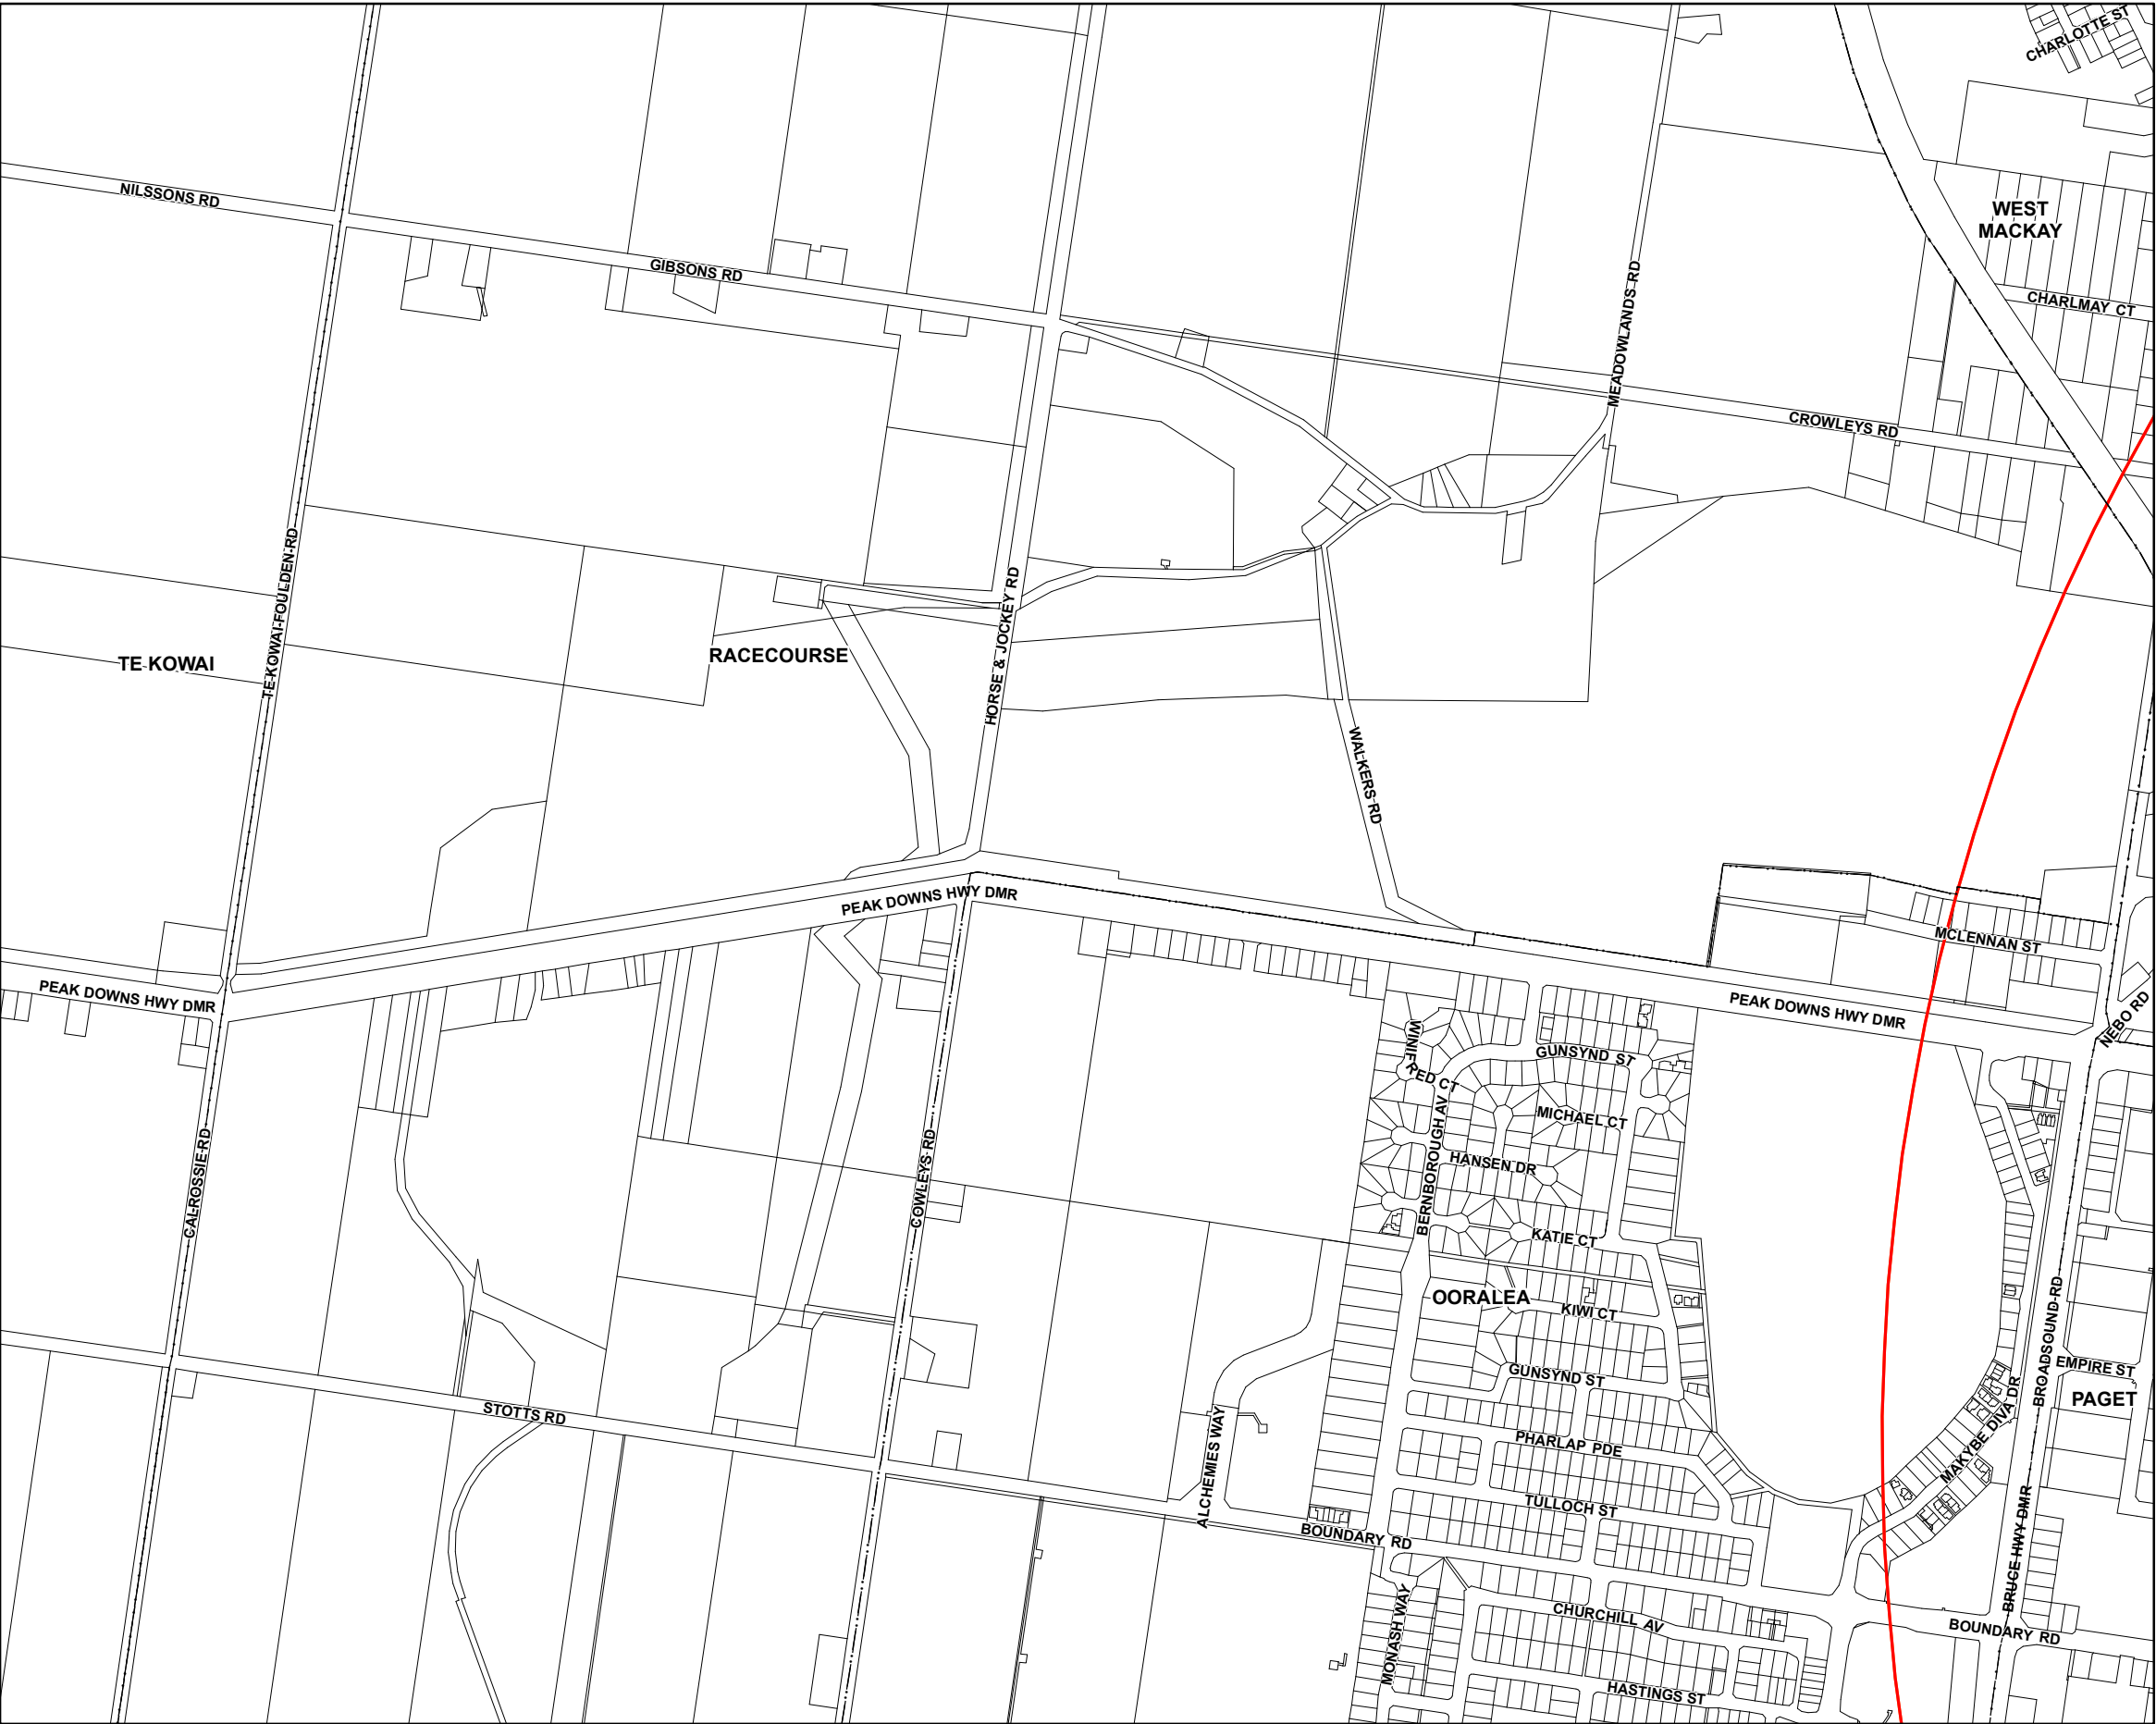 CHARLOTTE ST
NILSSONS RD
WEST
MACKAY
GIBSONS RD
CHARLMAY CT
MEADOWLANDS RD
CROWLEYS RD
TE KOWAI-FOULDEN RD
HORSE & JOCKEY RD
TE KOWAI
RACECOURSE
WALKERS RD
PEAK DOWNS HWY DMR
MCLENNAN ST
PEAK DOWNS HWY DMR
PEAK DOWNS HWY DMR
NEBO RD
WINIFRED CT
GUNSYND ST
MICHAEL CT
BERNBOROUGH AV
HANSEN DR
CALROSSIE RD
COWLEYS RD
KATIE CT
OORALEA
KIWI CT
BROADSOUND RD
EMPIRE ST
GUNSYND ST
PAGET
STOTTS RD
ALCHEMIES WAY
PHARLAP PDE
MAKYBE DIVA DR
TULLOCH ST
BOUNDARY RD
BRUCE HWY DMR
MONASH WAY
CHURCHILL AV
BOUNDARY RD
HASTINGS ST